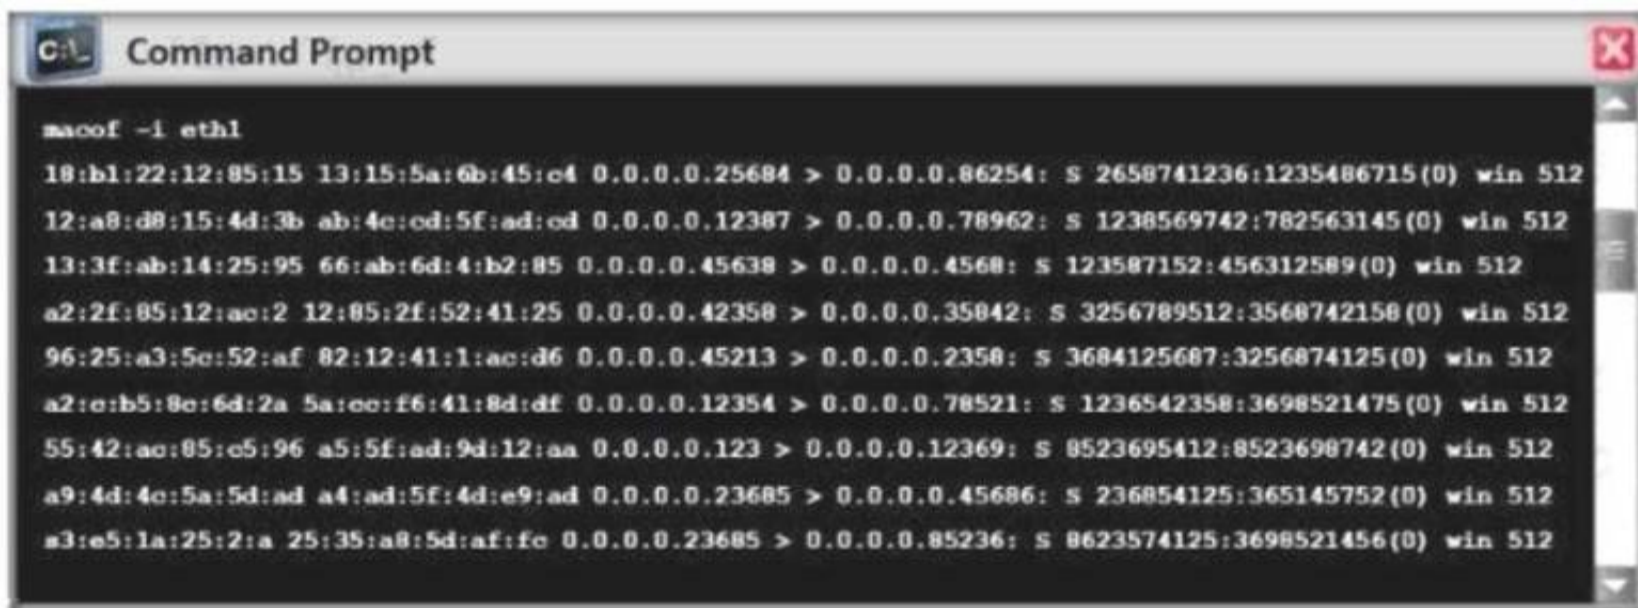 C:\_ Command Prompt
macof -i eth1
18:b1:22:12:85:15 13:15:5a:6b:45:c4 0.0.0.0.25684 > 0.0.0.0.86254: S 2658741236:1235486715(0) win 512
12:a8:d8:15:4d:3b ab:4c:cd:5f:ad:cd 0.0.0.0.12387 > 0.0.0.0.78962: S 1238569742:782563145(0) win 512
13:3f:ab:14:25:95 66:ab:6d:4:b2:85 0.0.0.0.45638 > 0.0.0.0.4568: S 123587152:456312589(0) win 512
a2:2f:85:12:ac:2 12:85:2f:52:41:25 0.0.0.0.42358 > 0.0.0.0.35842: S 3256789512:3568742158(0) win 512
96:25:a3:5c:52:af 82:12:41:1:ac:d6 0.0.0.0.45213 > 0.0.0.0.2358: S 3684125687:3256874125(0) win 512
a2:c:b5:8c:6d:2a 5a:cc:f6:41:8d:df 0.0.0.0.12354 > 0.0.0.0.78521: S 1236542358:3698521475(0) win 512
55:42:ac:85:c5:96 a5:5f:ad:9d:12:aa 0.0.0.0.123 > 0.0.0.0.12369: S 8523695412:8523698742(0) win 512
a9:4d:4c:5a:5d:ad a4:ad:5f:4d:e9:ad 0.0.0.0.23685 > 0.0.0.0.45686: S 236854125:365145752(0) win 512
s3:e5:1a:25:2:a 25:35:a8:5d:af:fc 0.0.0.0.23685 > 0.0.0.0.85236: S 8623574125:3698521456(0) win 512